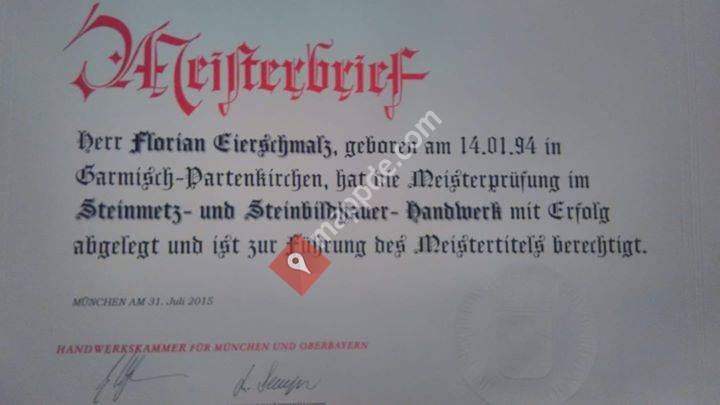 Meisterbrief
Herr Florian Eierschmalz, geboren am 14.01.94 in
Garmisch-Partenkirchen, hat die Meisterprüfung im
Steinmetz- und Steinbildhauer- Handwerk mit Erfolg
abgelegt und ist zur Führung des Meistertitels berechtigt.
mappde.com
MÜNCHEN AM 31. Juli 2015
HANDWERKSKAMMER FÜR MÜNCHEN UND OBERBAYERN